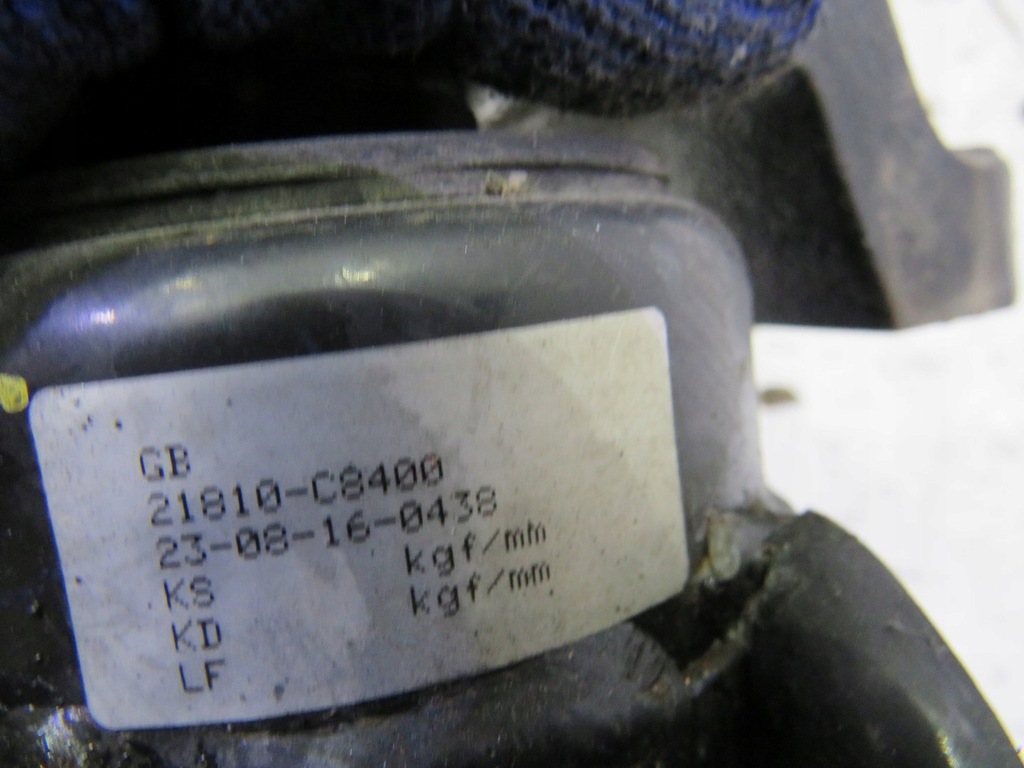 GB
21810-C8400
23-08-16-0438
KS kgf/mm
KD kgf/mm
LF